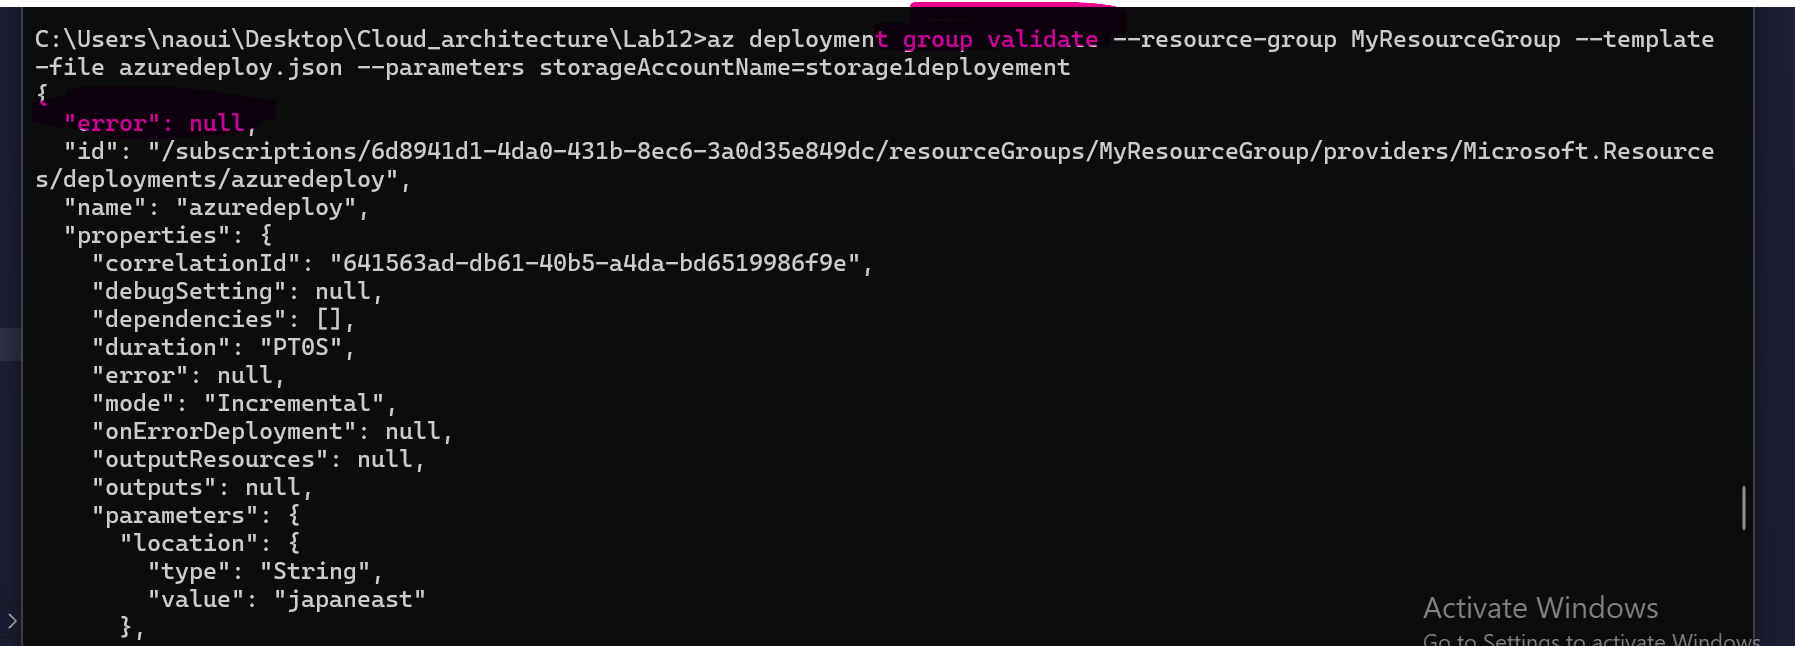 C:\Users\naoui\Desktop\Cloud_architecture\Lab12>az deployment group validate --resource-group MyResourceGroup --template
-file azuredeploy.json --parameters storageAccountName=storage1deployement
{
  "error": null,
  "id": "/subscriptions/6d8941d1-4da0-431b-8ec6-3a0d35e849dc/resourceGroups/MyResourceGroup/providers/Microsoft.Resource
s/deployments/azuredeploy",
  "name": "azuredeploy",
  "properties": {
    "correlationId": "641563ad-db61-40b5-a4da-bd6519986f9e",
    "debugSetting": null,
    "dependencies": [],
    "duration": "PT0S",
    "error": null,
    "mode": "Incremental",
    "onErrorDeployment": null,
    "outputResources": null,
    "outputs": null,
    "parameters": {
      "location": {
        "type": "String",
        "value": "japaneast"
      },
Activate Windows
Go to Settings to activate Windows.